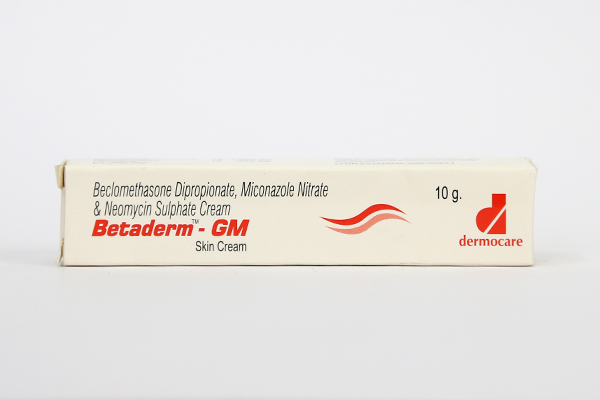 Beclomethasone Dipropionate, Miconazole Nitrate
& Neomycin Sulphate Cream
Betaderm™ - GM
Skin Cream
10 g.
dermocare